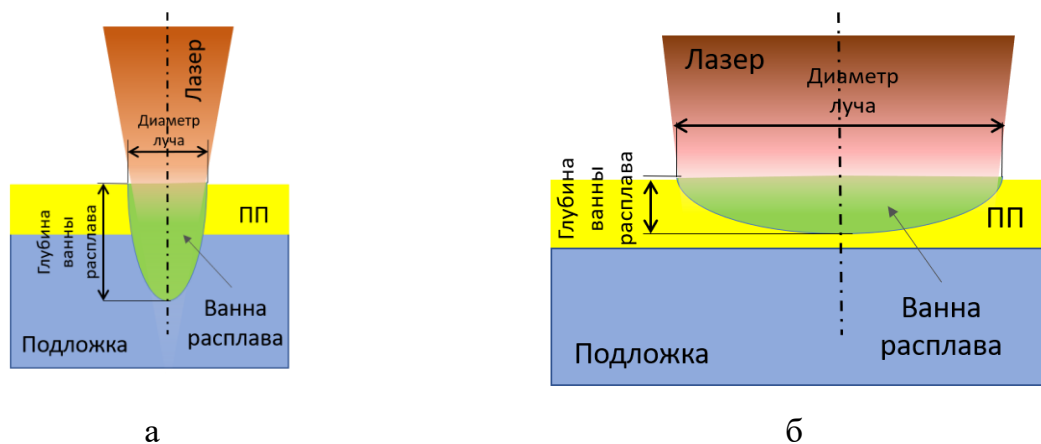 Лазер
Диаметр
луча
Глубина
ванны
расплава
ПП
Ванна
расплава
Подложка
а
Лазер
Диаметр
луча
Глубина
ванны
расплава
ПП
Ванна
расплава
Подложка
б